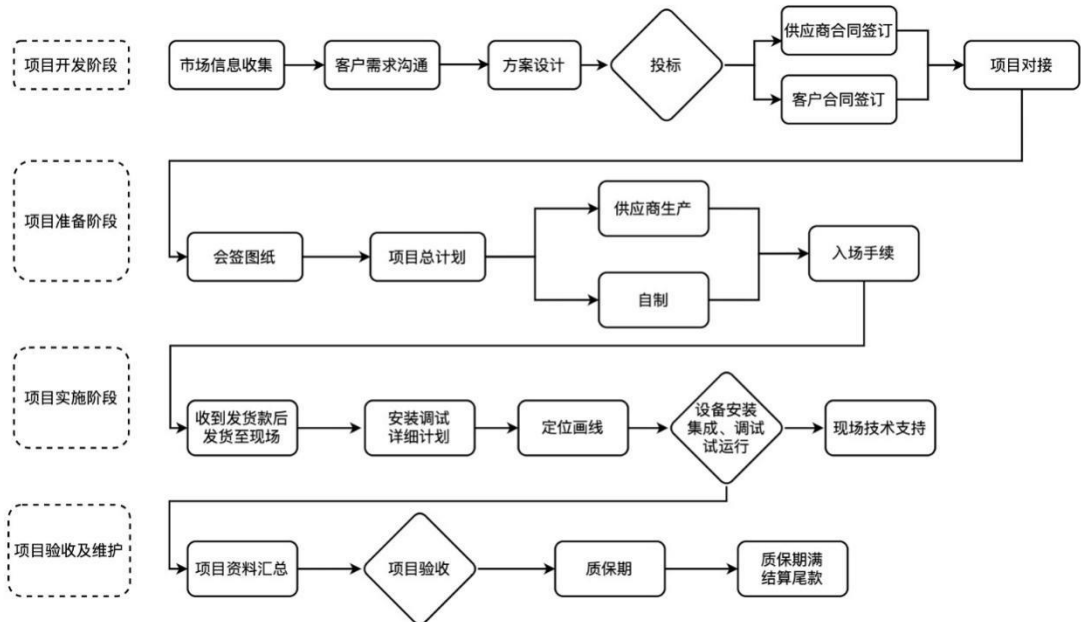 项目开发阶段
市场信息收集
客户需求沟通
方案设计
投标
供应商合同签订
客户合同签订
项目对接
项目准备阶段
会签图纸
项目总计划
供应商生产
自制
入场手续
项目实施阶段
收到发货款后
发货至现场
安装调试
详细计划
定位画线
设备安装
集成、调试
试运行
现场技术支持
项目验收及维护
项目资料汇总
项目验收
质保期
质保期满
结算尾款